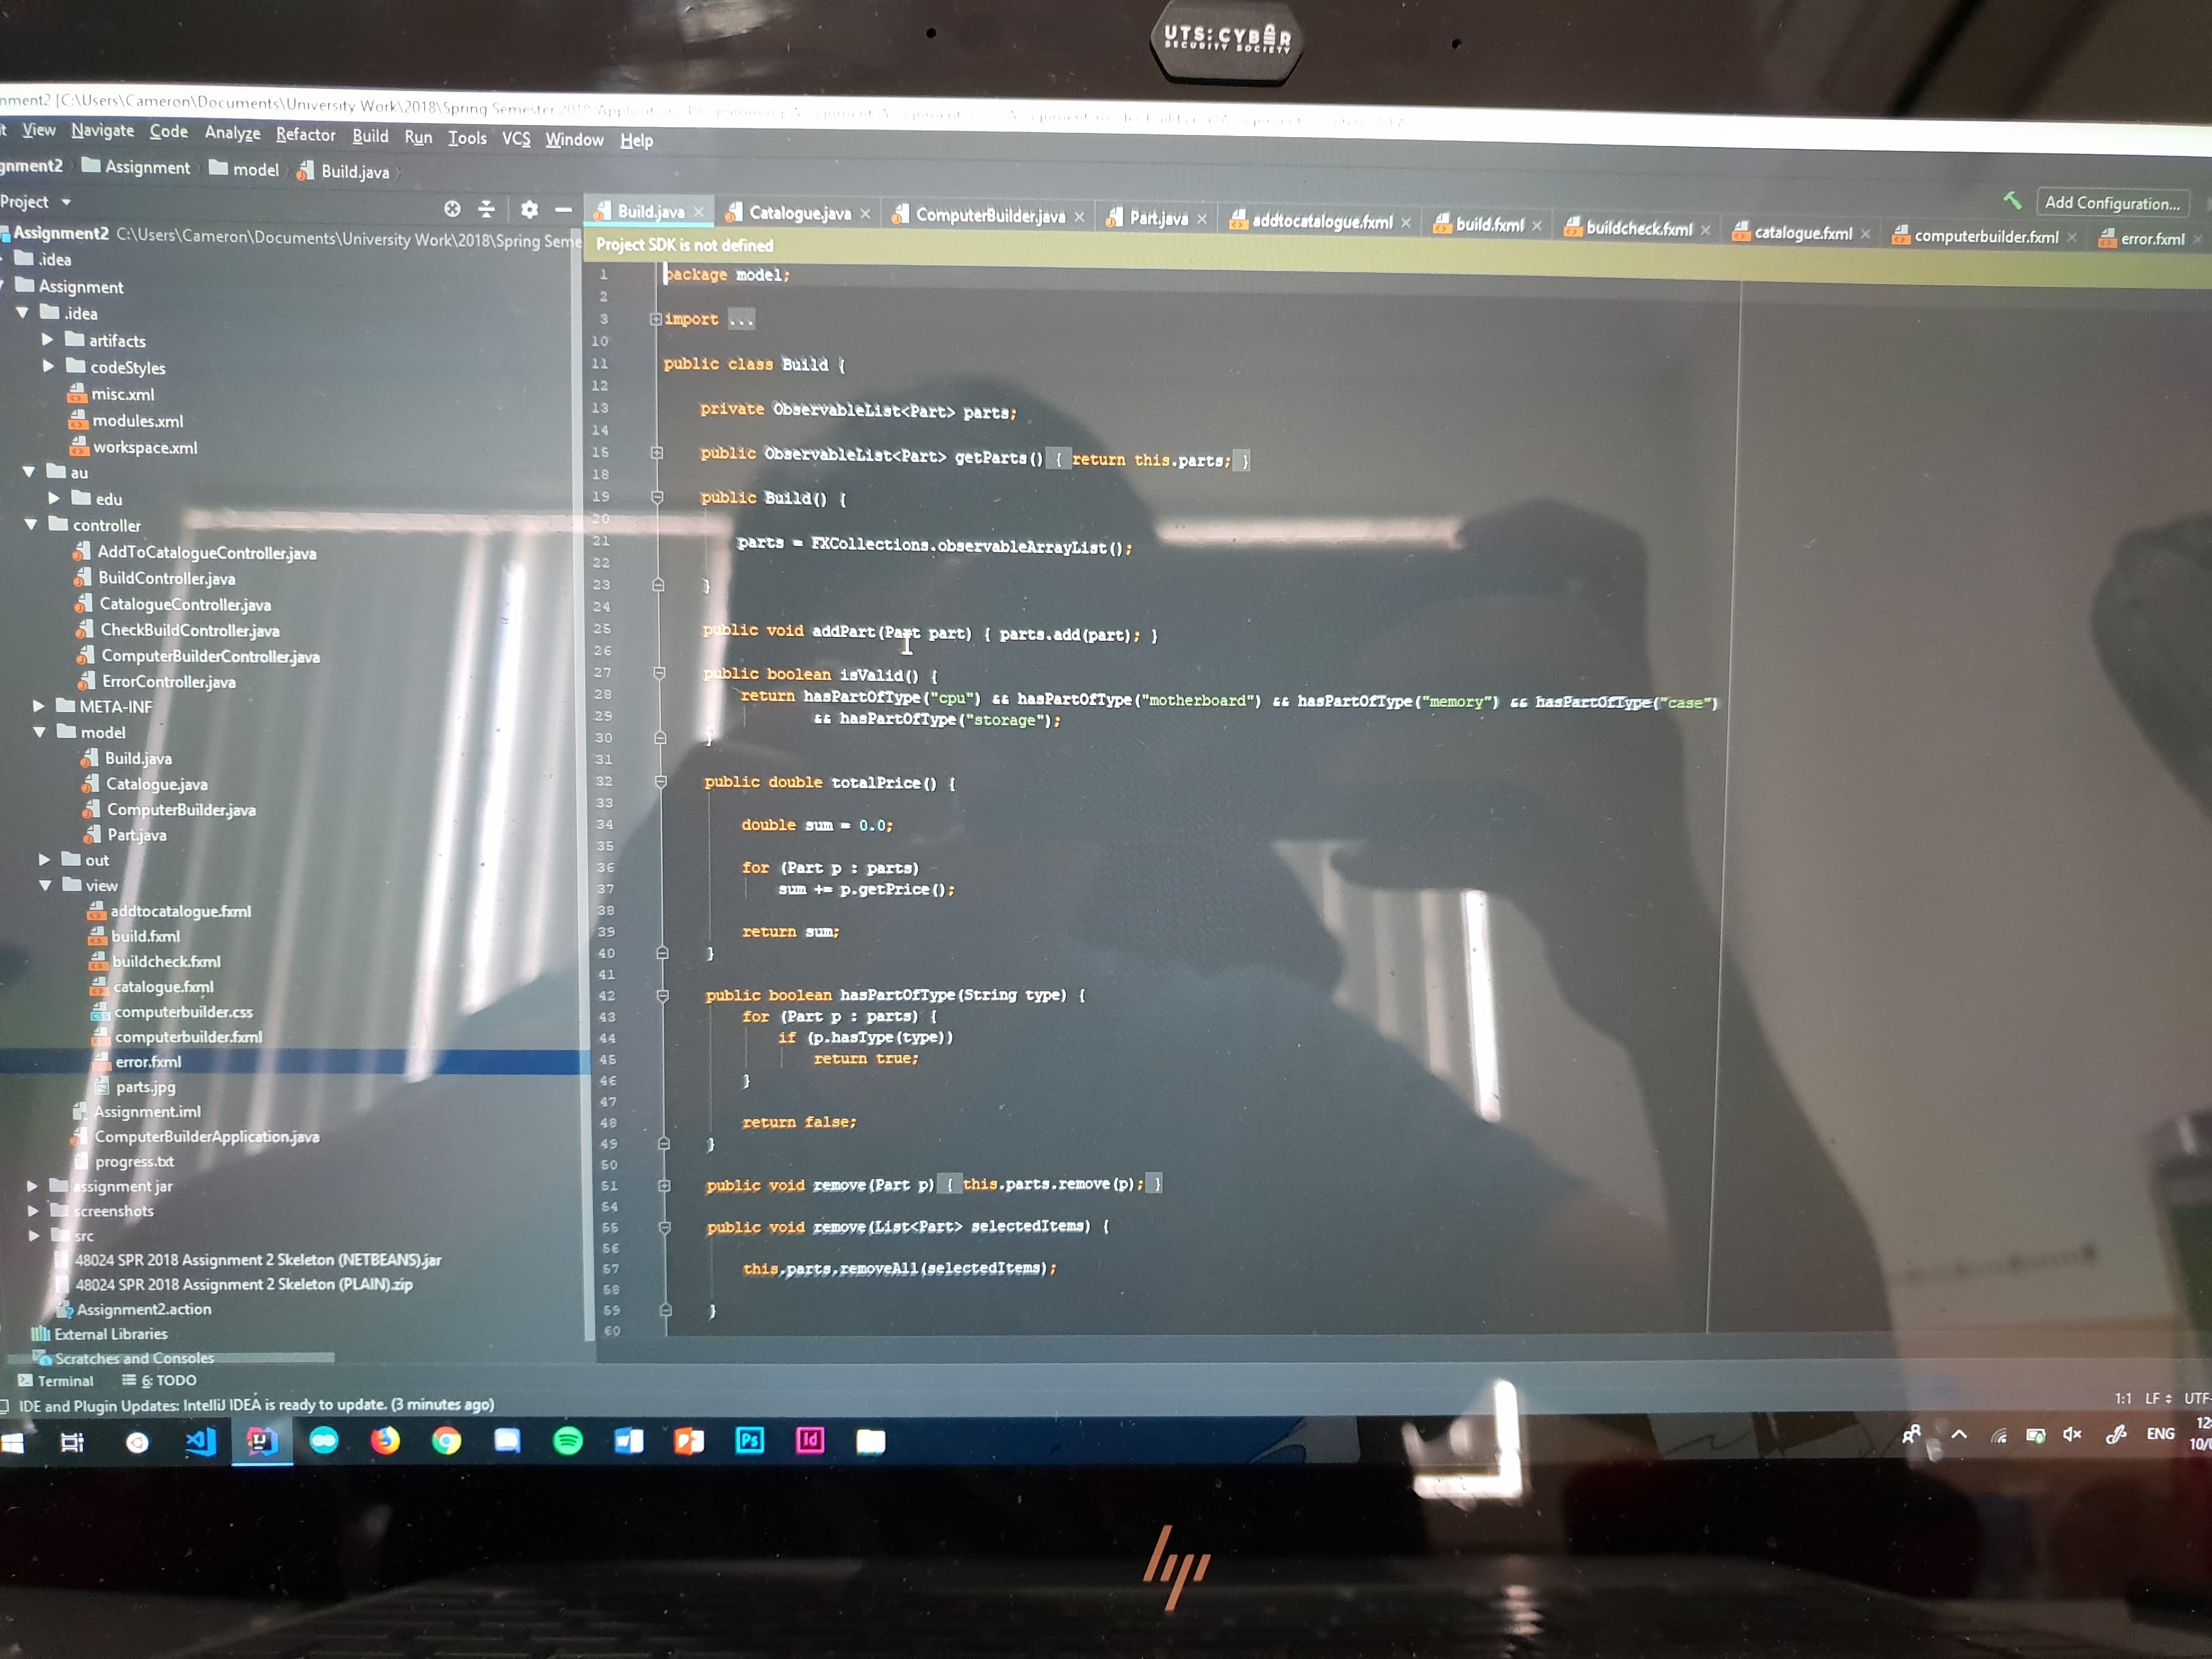 UTS:CYBER
SECURITY SOCIETY
nment2 [C:\Users\Cameron\Documents\University Work\2018\Spring Semester 2018
t View Navigate Code Analyze Refactor Build Run Tools VCS Window Help
gnment2 Assignment model Build.java
Add Configuration...
Project
Build.java Catalogue.java ComputerBuilder.java Part.java addtocatalogue.fxml build.fxml buildcheck.fxml catalogue.fxml computerbuilder.fxml error.fxml
Project SDK is not defined
Assignment2 C:\Users\Cameron\Documents\University Work\2018\Spring Seme
.idea
Assignment
.idea
artifacts
codeStyles
misc.xml
modules.xml
workspace.xml
au
edu
controller
AddToCatalogueController.java
BuildController.java
CatalogueController.java
CheckBuildController.java
ComputerBuilderController.java
ErrorController.java
META-INF
model
Build.java
Catalogue.java
ComputerBuilder.java
Part.java
out
view
addtocatalogue.fxml
build.fxml
buildcheck.fxml
catalogue.fxml
computerbuilder.css
computerbuilder.fxml
error.fxml
parts.jpg
Assignment.iml
ComputerBuilderApplication.java
progress.txt
assignment jar
screenshots
src
48024 SPR 2018 Assignment 2 Skeleton (NETBEANS).jar
48024 SPR 2018 Assignment 2 Skeleton (PLAIN).zip
Assignment2.action
External Libraries
Scratches and Consoles
1 package model;
2
3 import ...
10
11 public class Build {
12
13 private ObservableList<Part> parts;
14
15 public ObservableList<Part> getParts() { return this.parts; }
18
19 public Build() {
20
21 parts = FXCollections.observableArrayList();
22
23 }
24
25 public void addPart(Part part) { parts.add(part); }
26
27 public boolean isValid() {
28 return hasPartOfType("cpu") && hasPartOfType("motherboard") && hasPartOfType("memory") && hasPartOfType("case")
29 && hasPartOfType("storage");
30 }
31
32 public double totalPrice() {
33
34 double sum = 0.0;
35
36 for (Part p : parts)
37 sum += p.getPrice();
38
39 return sum;
40 }
41
42 public boolean hasPartOfType(String type) {
43 for (Part p : parts) {
44 if (p.hasType(type))
45 return true;
46 }
47
48 return false;
49 }
50
51 public void remove(Part p) { this.parts.remove(p); }
54
55 public void remove(List<Part> selectedItems) {
56
57 this.parts.removeAll(selectedItems);
58
59 }
60
Terminal 6: TODO
IDE and Plugin Updates: IntelliJ IDEA is ready to update. (3 minutes ago)
1:1 LF UTF-
Ps Id
ENG
12
10/
hp